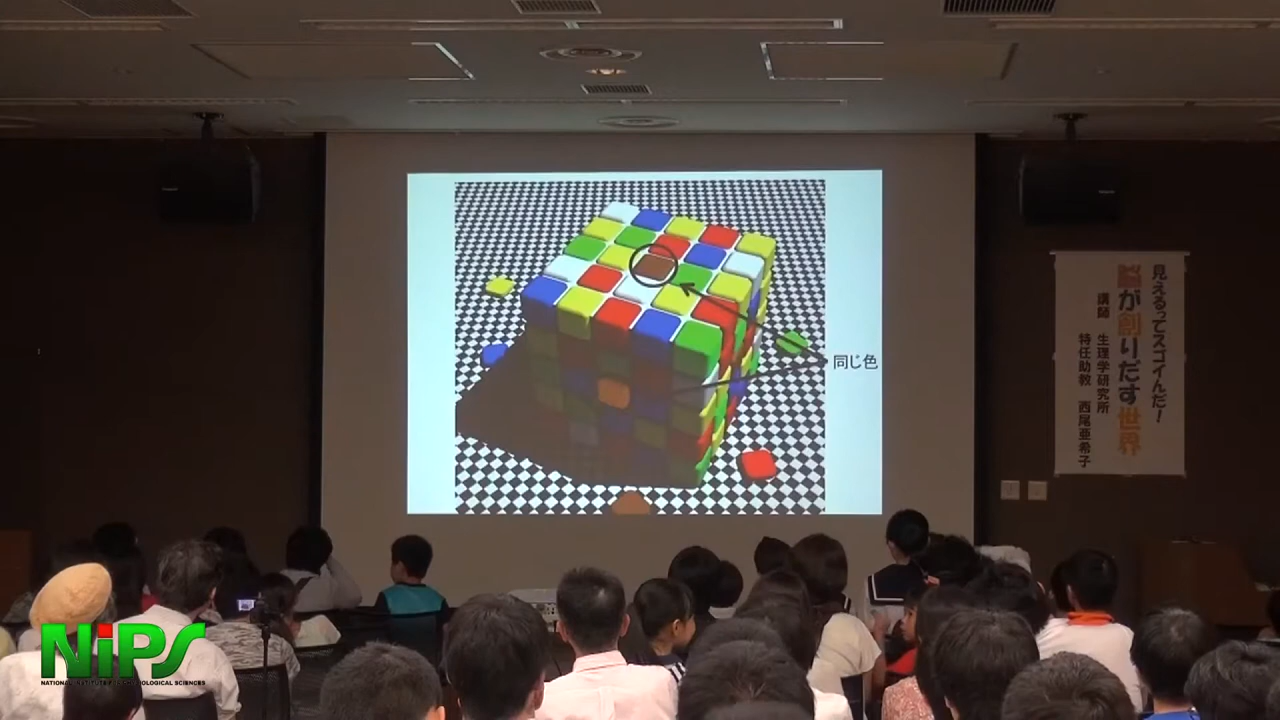 同じ色
見えるってスゴイんだ!
脳が創りだす世界
講師 生理学研究所
特任助教 西尾亜希子
NiPS
NATIONAL INSTITUTE FOR PHYSIOLOGICAL SCIENCES